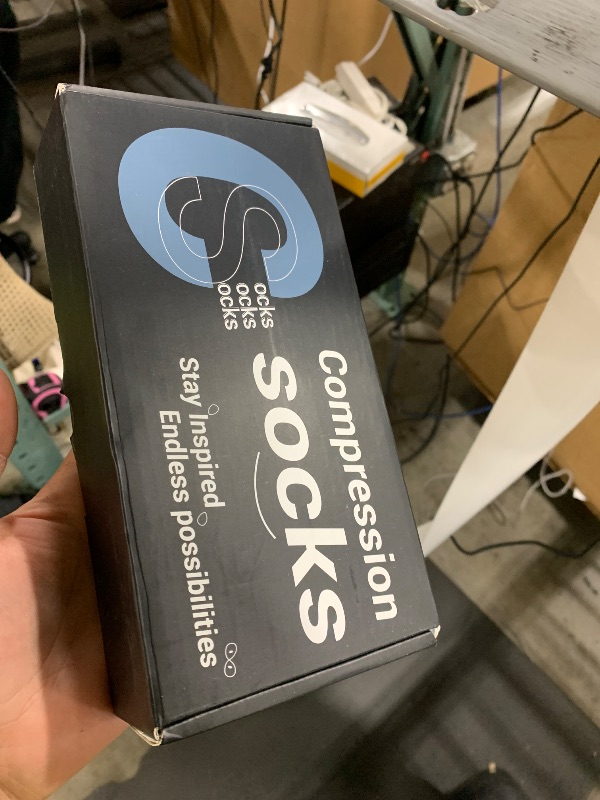 S
ocks
ocks
ocks
Compression
socks
Stay Inspired
Endless possibilities